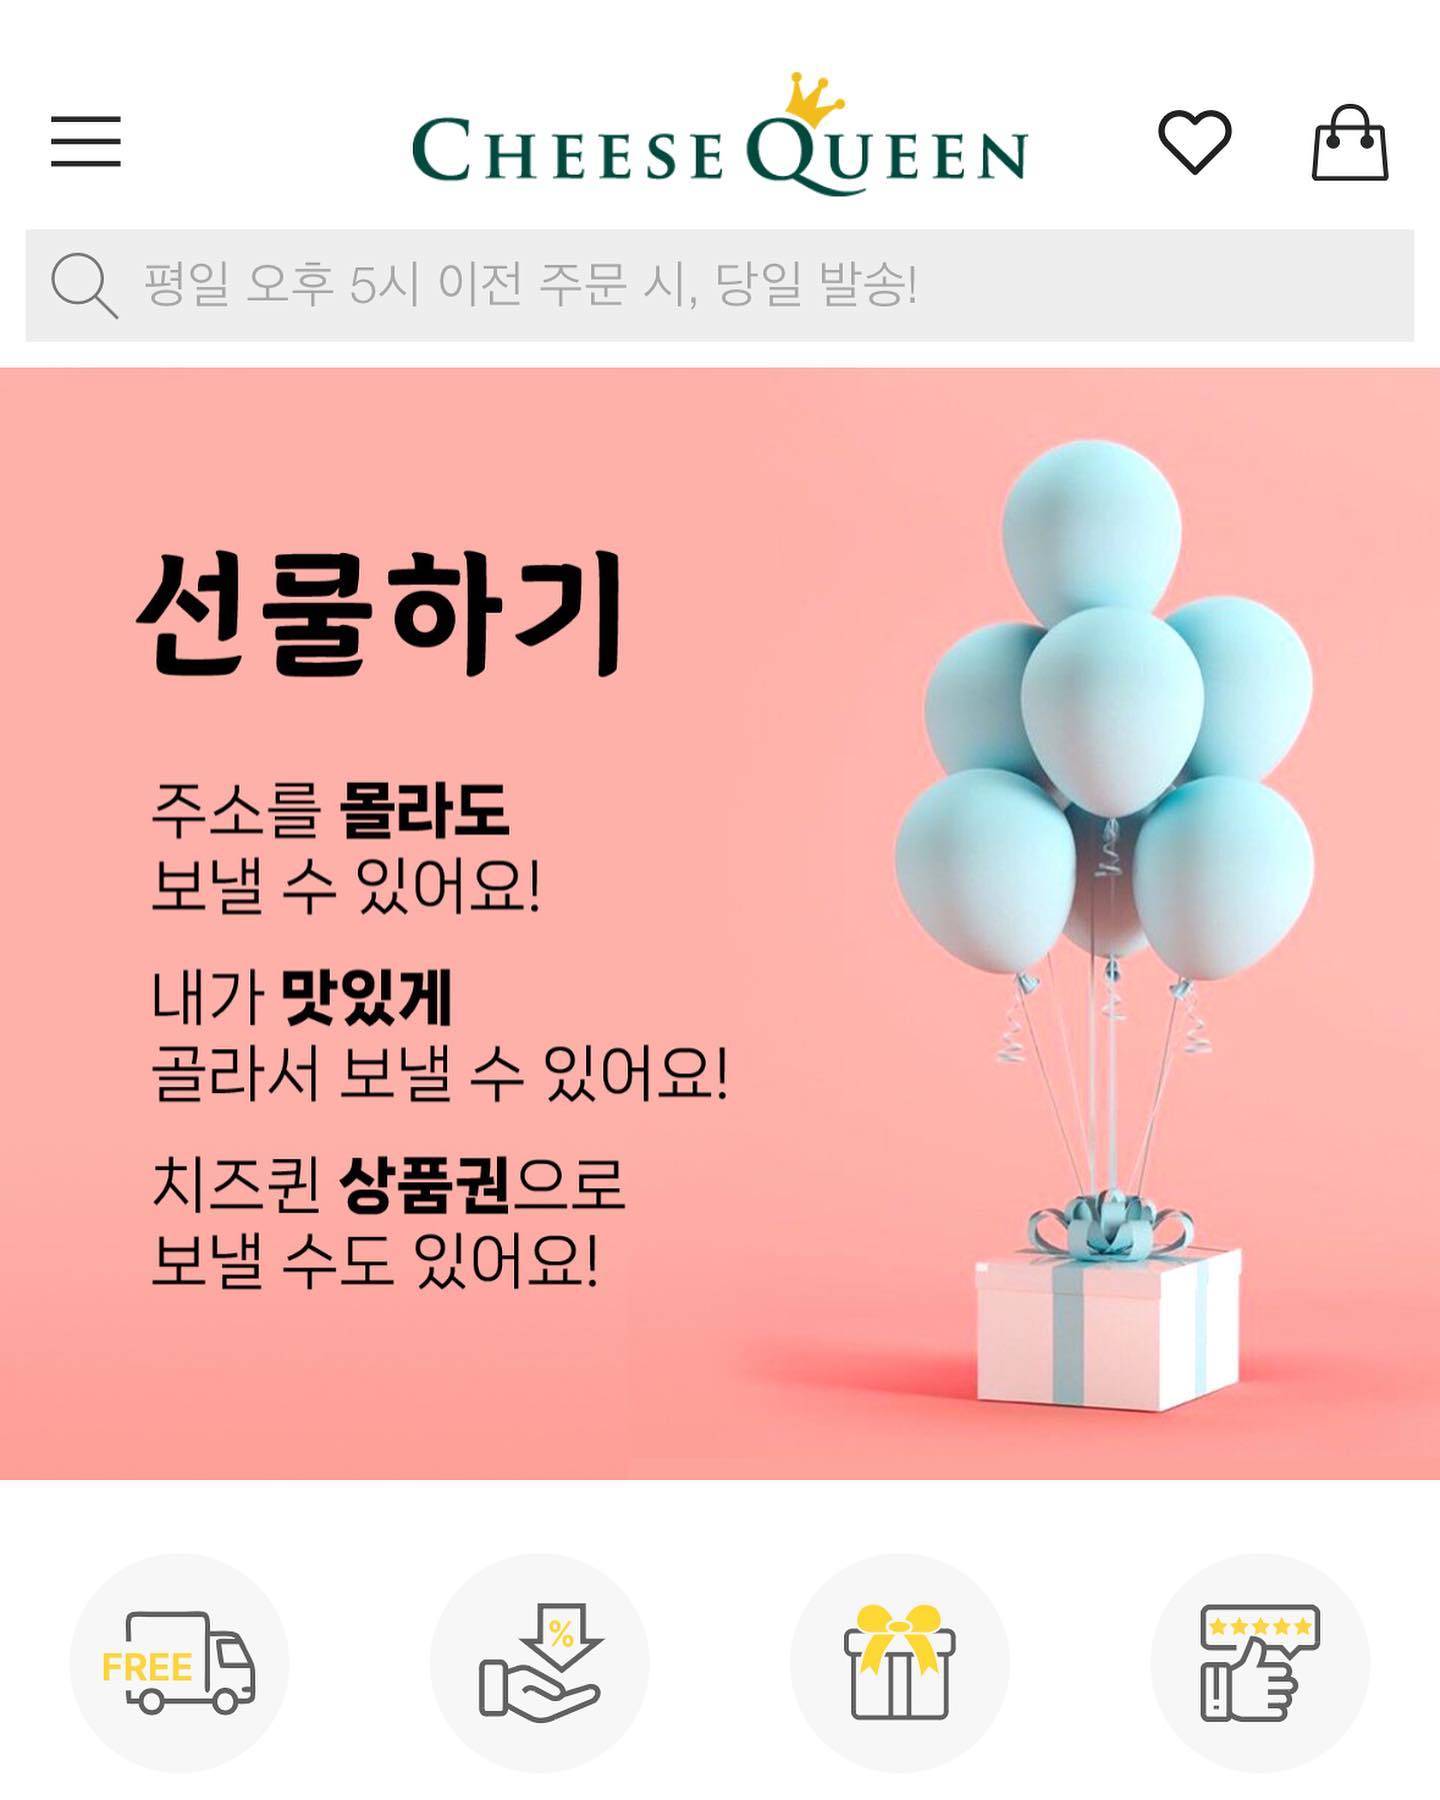 CHEESE QUEEN
평일 오후 5시 이전 주문 시, 당일 발송!
선물하기
주소를 몰라도
보낼 수 있어요!
내가 맛있게
골라서 보낼 수 있어요!
치즈퀸 상품권으로
보낼 수도 있어요!
FREE
%